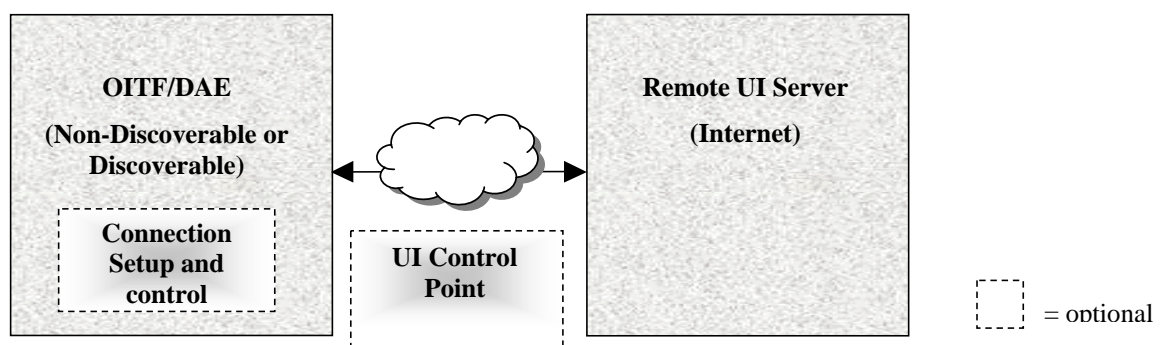 OITF/DAE
(Non-Discoverable or
Discoverable)
Connection
Setup and
control
UI Control
Point
Remote UI Server
(Internet)
= optional